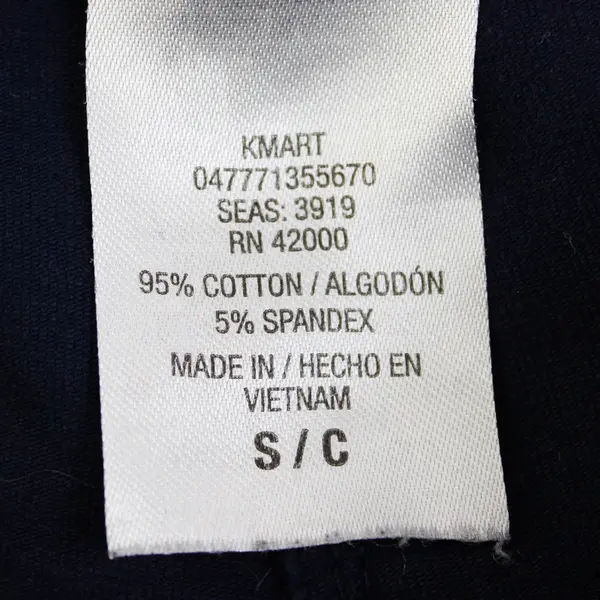 KMART
047771355670
SEAS: 3919
RN 42000
95% COTTON / ALGODÓN
5% SPANDEX
MADE IN / HECHO EN
VIETNAM
S / C